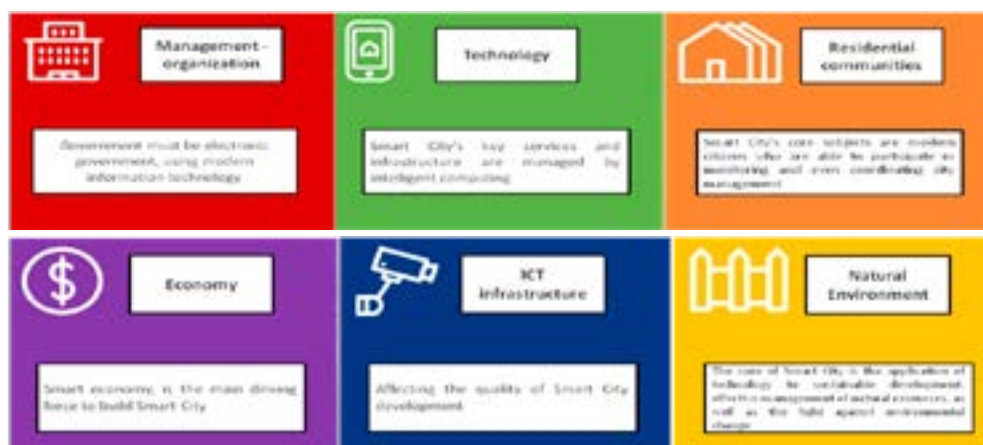 Management -
organization
Government must be electronic
government, using modern
information technology
Technology
Smart City's key services and
infrastructure are managed by
intelligent computing
Residential
communities
Smart City's core subjects are modern
citizens who are able to participate in
monitoring and even coordinating city
management
Economy
Smart economy, is the main driving
force to build Smart City
ICT
infrastructure
Affecting the quality of Smart City
development
Natural
Environment
The core of Smart City is the application of
technology to sustainable development,
effective management of natural resources, as
well as the fight against environmental
change